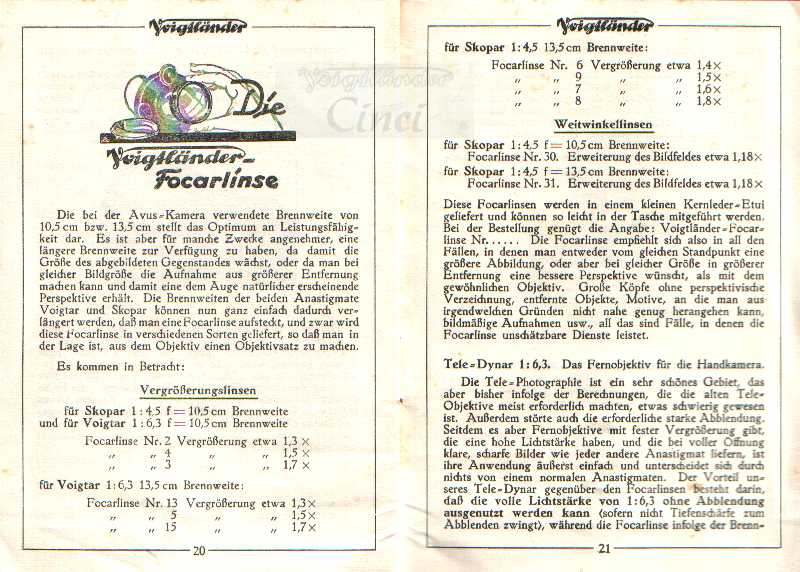 Voigtländer
Die
Voigtländer-
Focarlinse
Die bei der Avus-Kamera verwendete Brennweite von
10,5 cm bzw. 13,5 cm stellt das Optimum an Leistungsfähig-
keit dar. Es ist aber für manche Zwecke angenehmer, eine
längere Brennweite zur Verfügung zu haben, da damit die
Größe des abgebildeten Gegenstandes wächst, oder da man bei
gleicher Bildgröße die Aufnahme aus größerer Entfernung
machen kann und damit eine dem Auge natürlicher erscheinende
Perspektive erhält. Die Brennweiten der beiden Anastigmate
Voigtar und Skopar können nun ganz einfach dadurch ver-
längert werden, daß man eine Focarlinse aufsteckt, und zwar wird
diese Focarlinse in verschiedenen Sorten geliefert, so daß man in
der Lage ist, aus dem Objektiv einen Objektivsatz zu machen.
Es kommen in Betracht:
Vergrößerungslinsen
für Skopar 1:4,5 f = 10,5 cm Brennweite
und für Voigtar 1:6,3 f = 10,5 cm Brennweite
Focarlinse Nr. 2 Vergrößerung etwa 1,3 ×
„ „ 4 „ „ 1,5 ×
„ „ 3 „ „ 1,7 ×
für Voigtar 1:6,3 13,5 cm Brennweite:
Focarlinse Nr. 13 Vergrößerung etwa 1,3×
„ „ 5 „ „ 1,5×
„ „ 15 „ „ 1,7×
20
Voigtländer
für Skopar 1:4,5 13,5 cm Brennweite:
Focarlinse Nr. 6 Vergrößerung etwa 1,4×
„ „ 9 „ „ 1,5×
„ „ 7 „ „ 1,6×
„ „ 8 „ „ 1,8×
Weitwinkellinsen
für Skopar 1:4,5 f = 10,5 cm Brennweite:
Focarlinse Nr. 30. Erweiterung des Bildfeldes etwa 1,18×
für Skopar 1:4,5 f = 13,5 cm Brennweite:
Focarlinse Nr. 31. Erweiterung des Bildfeldes etwa 1,18×
Diese Focarlinsen werden in einem kleinen Kernleder-Etui
geliefert und können so leicht in der Tasche mitgeführt werden.
Bei der Bestellung genügt die Angabe: Voigtländer-Focar-
linse Nr...... Die Focarlinse empfiehlt sich also in all den
Fällen, in denen man entweder vom gleichen Standpunkt eine
größere Abbildung, oder aber bei gleicher Größe in größerer
Entfernung eine bessere Perspektive wünscht, als mit dem
gewöhnlichen Objektiv. Große Köpfe ohne perspektivische
Verzeichnung, entfernte Objekte, Motive, an die man aus
irgendwelchen Gründen nicht nahe genug herangehen kann,
bildmäßige Aufnahmen usw., all das sind Fälle, in denen die
Focarlinse unschätzbare Dienste leistet.
Tele-Dynar 1:6,3. Das Fernobjektiv für die Handkamera.
Die Tele-Photographie ist ein sehr schönes Gebiet, das
aber bisher infolge der Berechnungen, die die alten Tele-
Objektive meist erforderlich machten, etwas schwierig gewesen
ist. Außerdem störte auch die erforderliche starke Abblendung.
Seitdem es aber Fernobjektive mit fester Vergrößerung gibt,
die eine hohe Lichtstärke haben, und die bei voller Öffnung
klare, scharfe Bilder wie jeder andere Anastigmat liefern, ist
ihre Anwendung äußerst einfach und unterscheidet sich durch
nichts von einem normalen Anastigmaten. Der Vorteil un-
seres Tele-Dynar gegenüber den Focarlinsen besteht darin,
daß die volle Lichtstärke von 1:6,3 ohne Abblendung
ausgenutzt werden kann (sofern nicht Tiefenschärfe zum
Abblenden zwingt), während die Focarlinse infolge der Brenn-
21